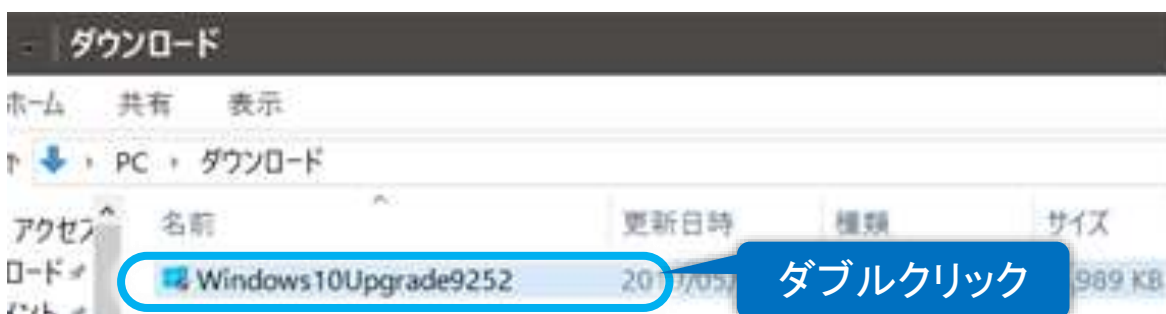 ダウンロード
ホーム 共有 表示
PC › ダウンロード
アクセス 名前 更新日時 種類 サイズ
ロード Windows10Upgrade9252 ダブルクリック 989 KB